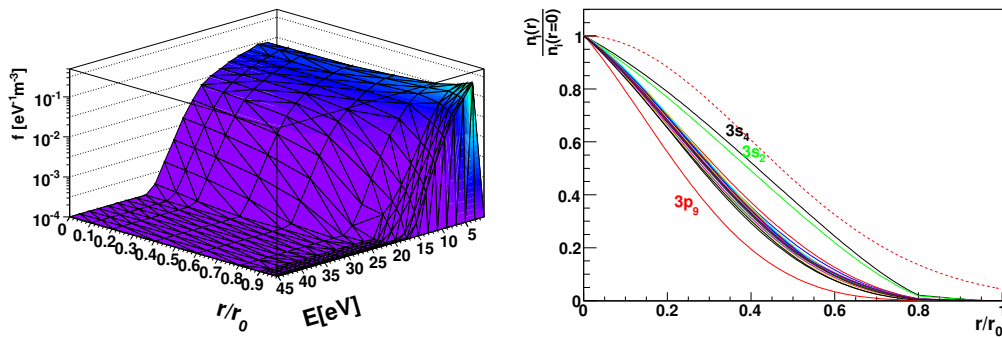 f [eV⁻¹m⁻³]
10⁻¹
10⁻²
10⁻³
10⁻⁴
0 0.1 0.2 0.3 0.4 0.5 0.6 0.7 0.8 0.9
r/r₀
45 40 35 30 25 20 15 10 5
E[eV]
nᵢ(r)
nᵢ(r=0)
1
0.8
0.6
0.4
0.2
0
3s₄
3s₂
3p₉
0 0.2 0.4 0.6 0.8 1
r/r₀